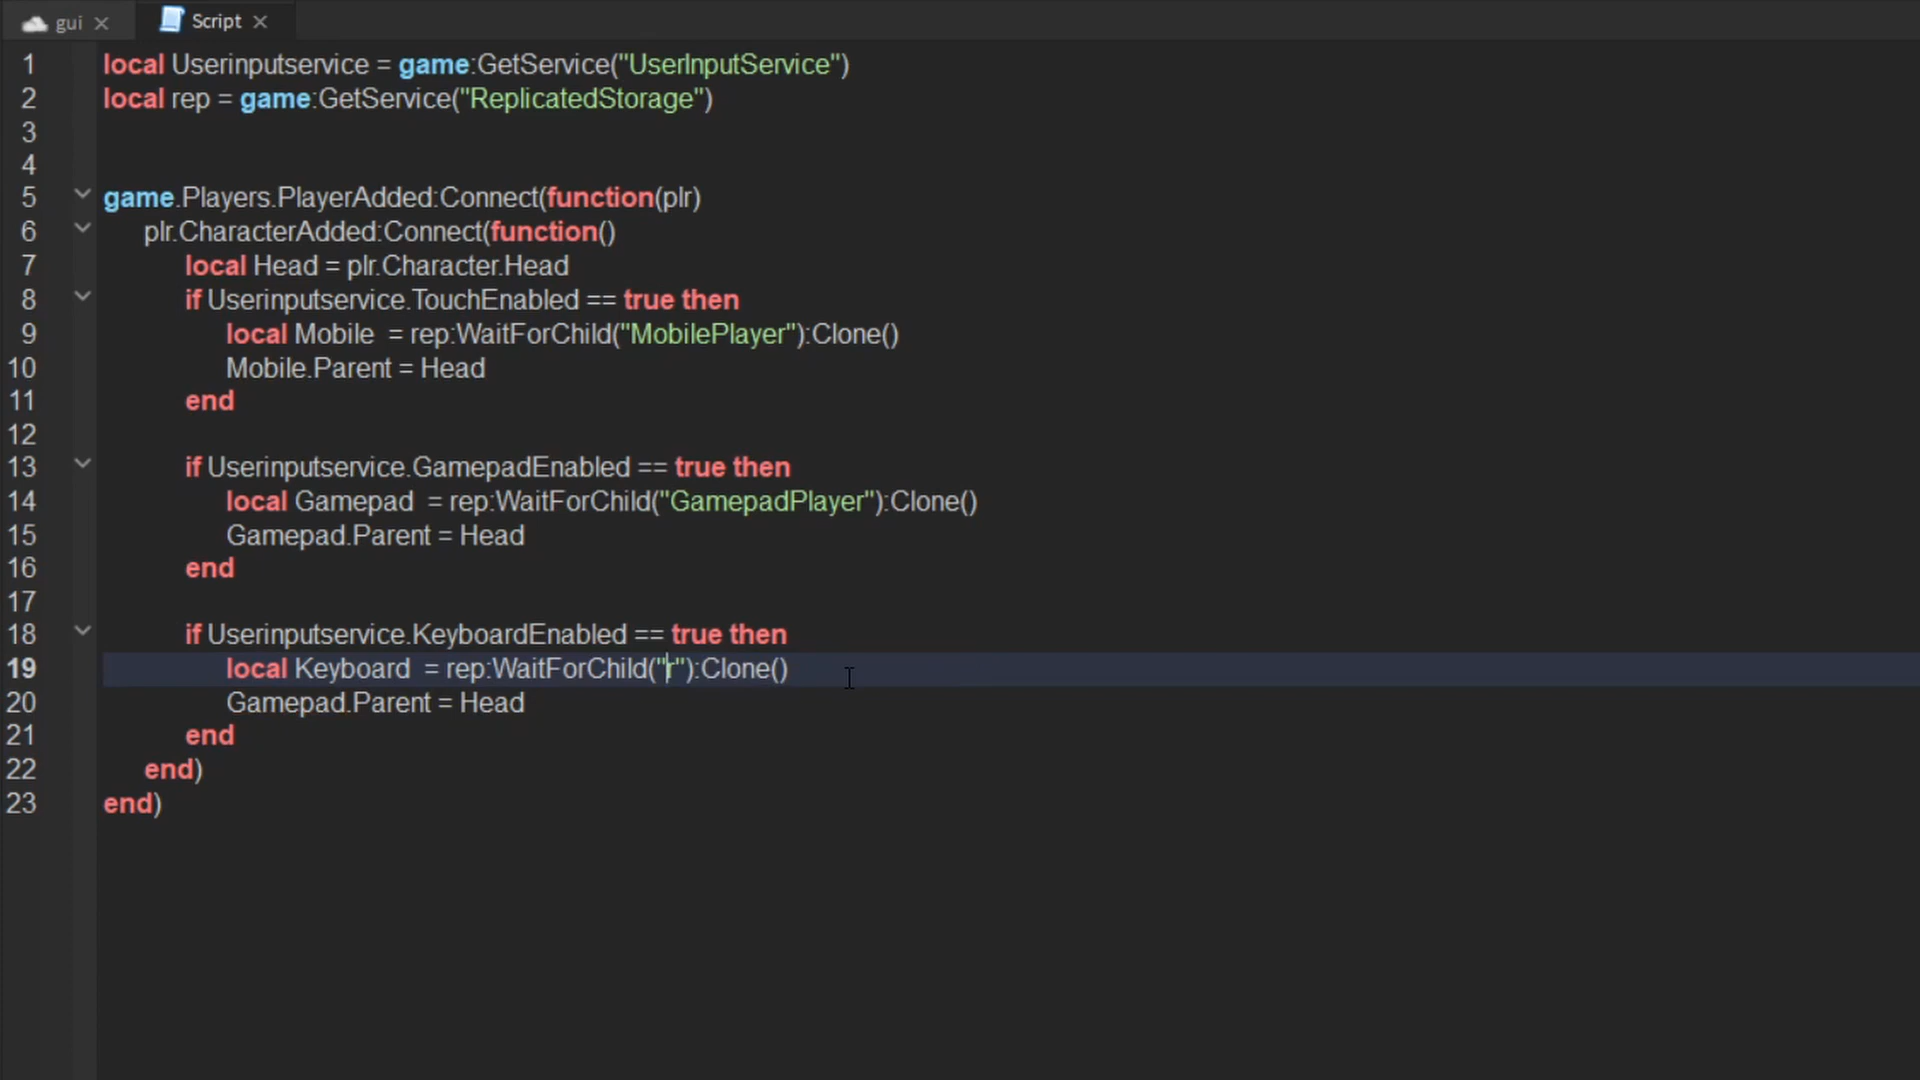 gui
Script
1 local Userinputservice = game:GetService("UserInputService")
2 local rep = game:GetService("ReplicatedStorage")
3
4
5 game.Players.PlayerAdded:Connect(function(plr)
6 plr.CharacterAdded:Connect(function()
7 local Head = plr.Character.Head
8 if Userinputservice.TouchEnabled == true then
9 local Mobile  = rep:WaitForChild("MobilePlayer"):Clone()
10 Mobile.Parent = Head
11 end
12
13 if Userinputservice.GamepadEnabled == true then
14 local Gamepad  = rep:WaitForChild("GamepadPlayer"):Clone()
15 Gamepad.Parent = Head
16 end
17
18 if Userinputservice.KeyboardEnabled == true then
19 local Keyboard  = rep:WaitForChild("r"):Clone()
20 Gamepad.Parent = Head
21 end
22 end)
23 end)